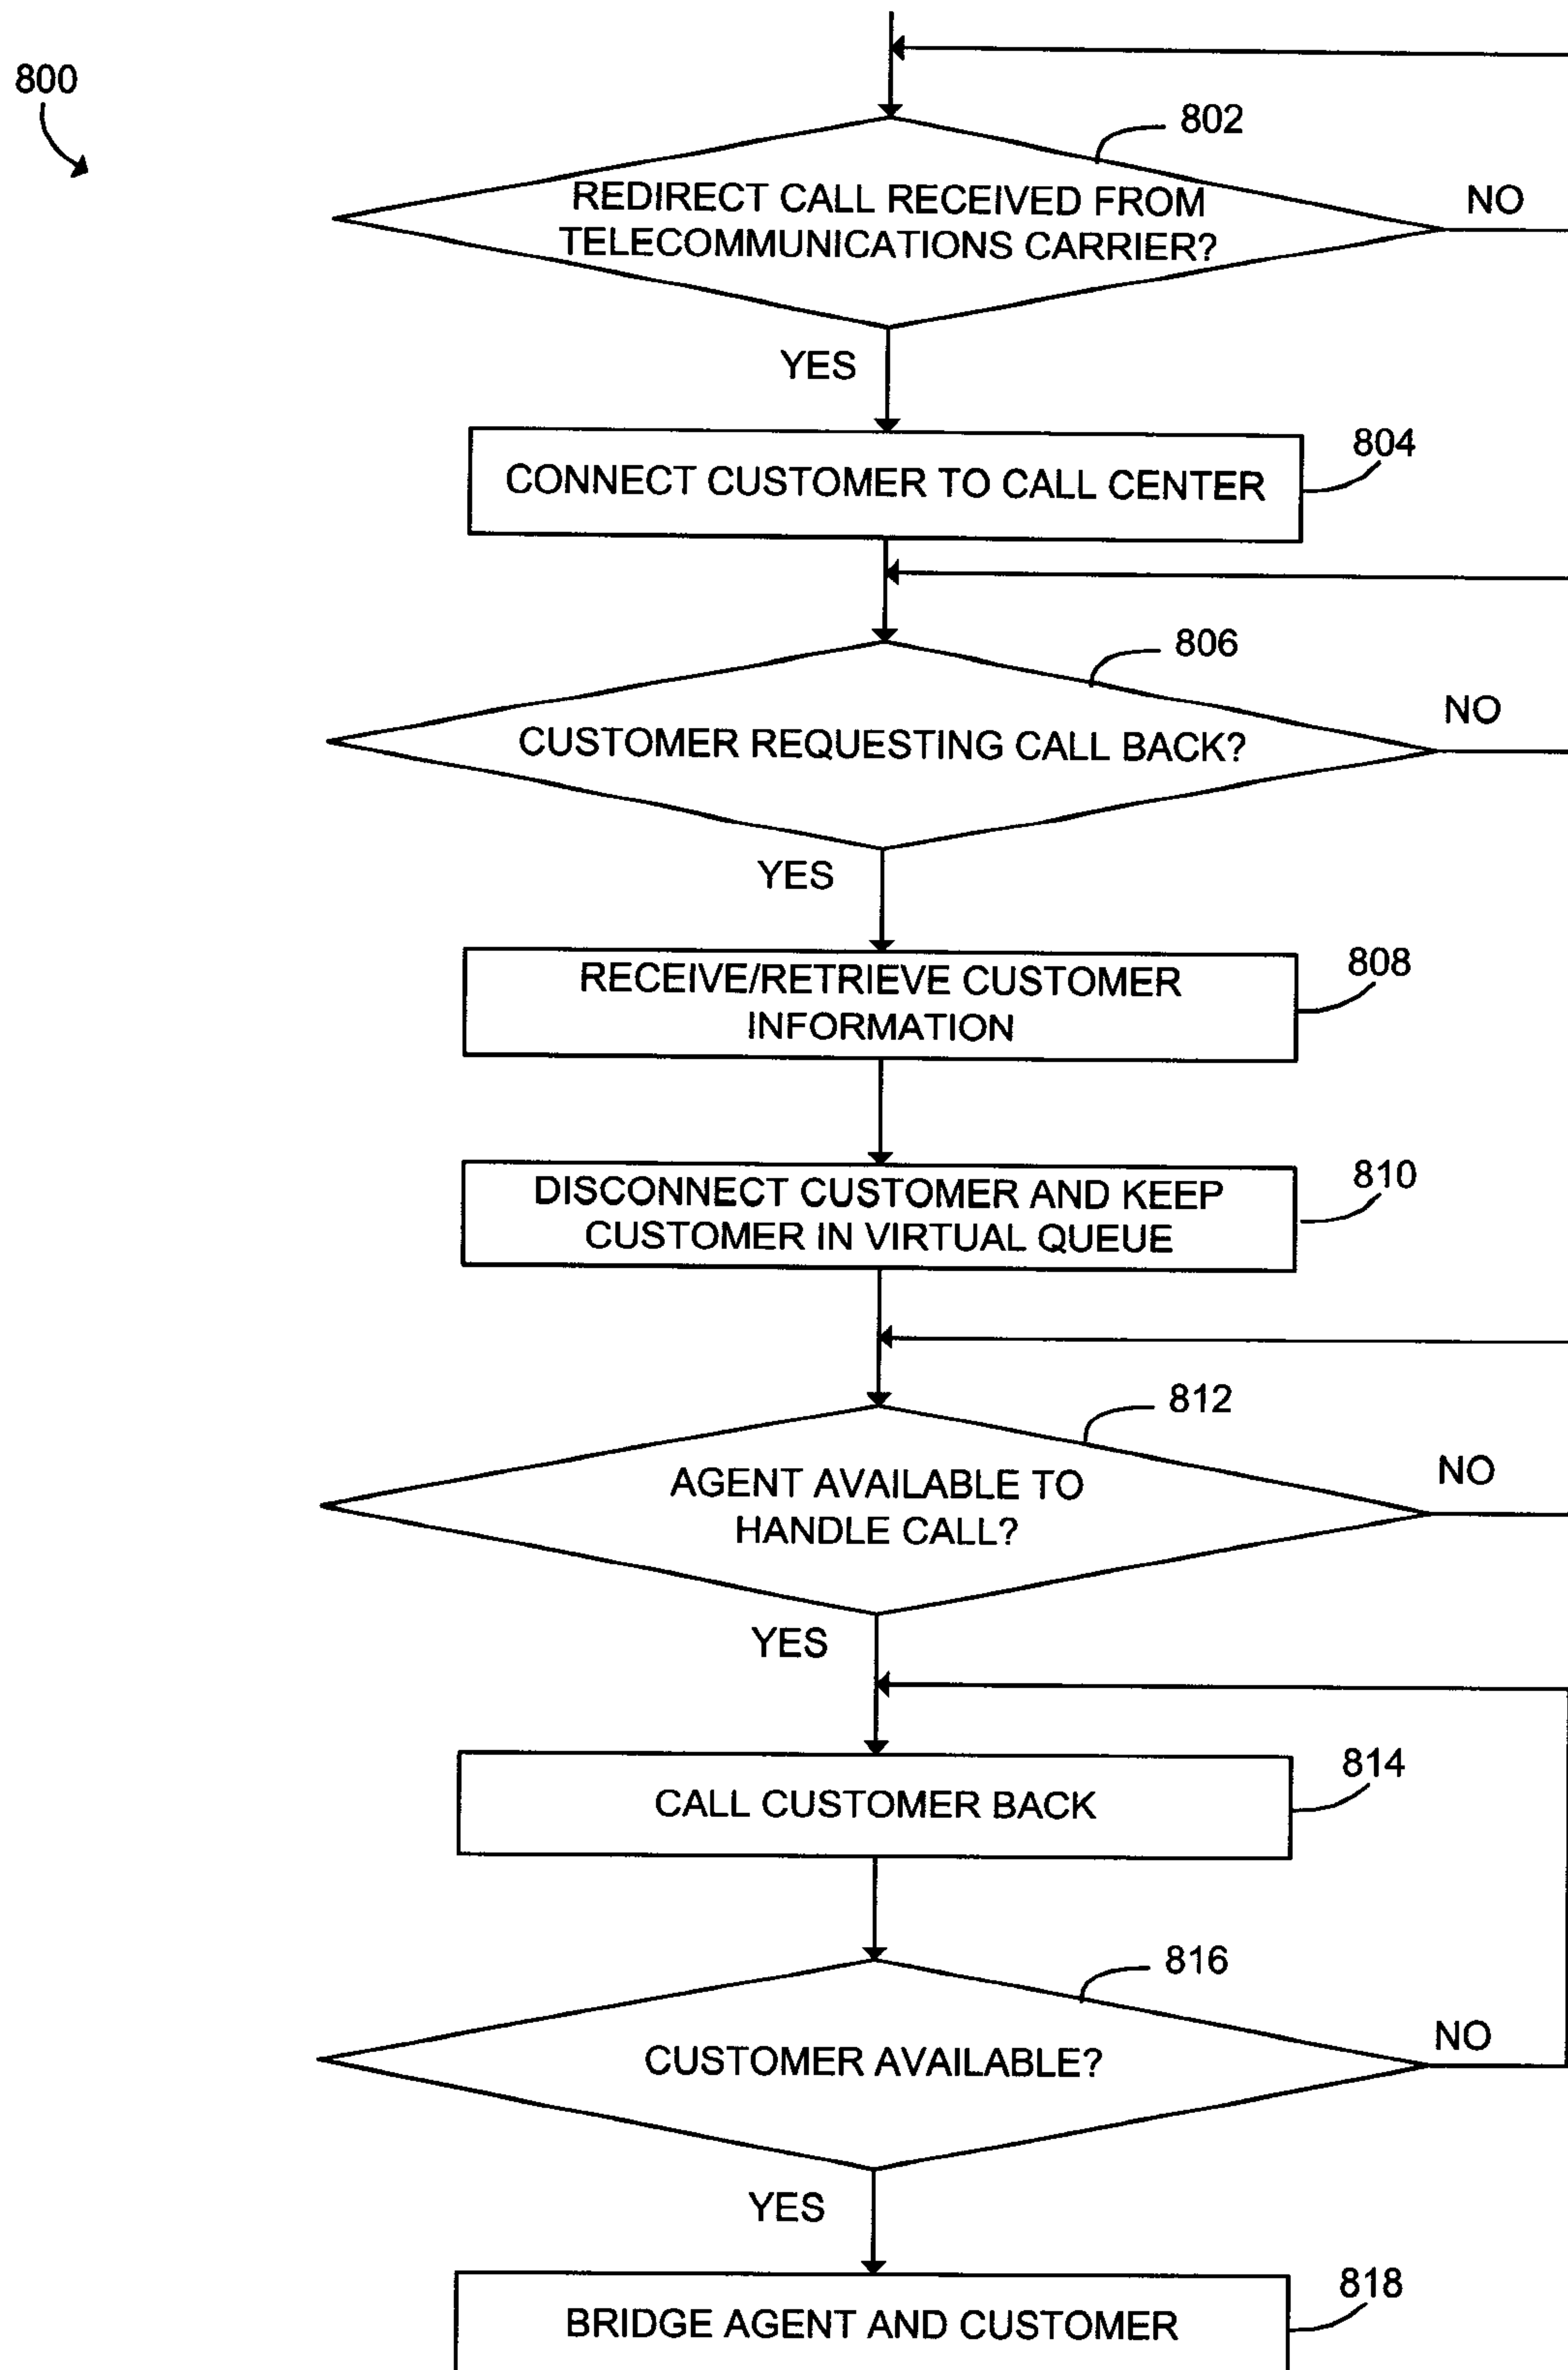 800
802
REDIRECT CALL RECEIVED FROM
TELECOMMUNICATIONS CARRIER?
NO
YES
804
CONNECT CUSTOMER TO CALL CENTER
806
CUSTOMER REQUESTING CALL BACK?
NO
YES
808
RECEIVE/RETRIEVE CUSTOMER
INFORMATION
810
DISCONNECT CUSTOMER AND KEEP
CUSTOMER IN VIRTUAL QUEUE
812
AGENT AVAILABLE TO
HANDLE CALL?
NO
YES
814
CALL CUSTOMER BACK
816
CUSTOMER AVAILABLE?
NO
YES
818
BRIDGE AGENT AND CUSTOMER